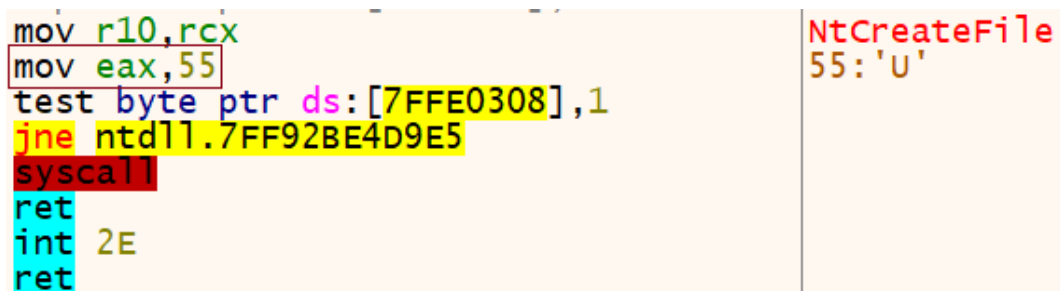 mov r10,rcx NtCreateFile
mov eax,55 55:'U'
test byte ptr ds:[7FFE0308],1
jne ntdll.7FF92BE4D9E5
syscall
ret
int 2E
ret